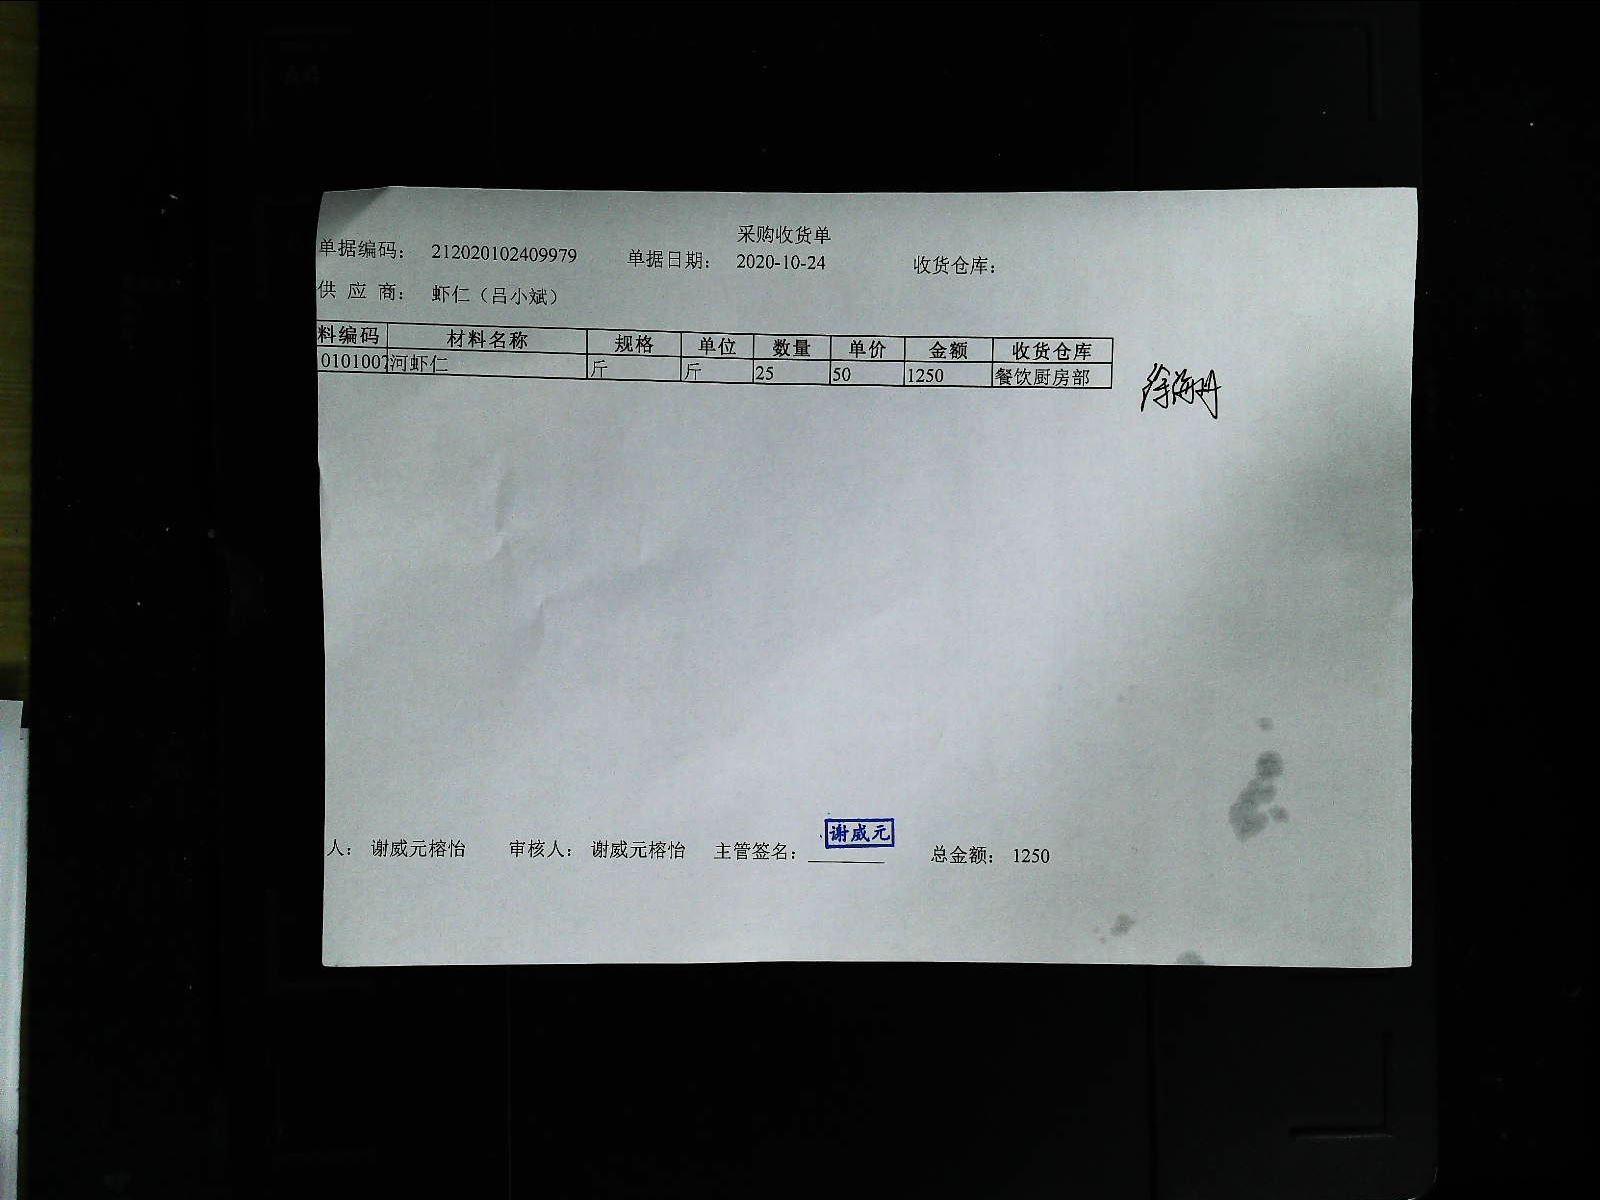 采购收货单
单据编码： 212020102409979 单据日期： 2020-10-24 收货仓库：
供 应 商： 虾仁（吕小斌）
料编码 材料名称 规格 单位 数量 单价 金额 收货仓库
0101007 河虾仁 斤 斤 25 50 1250 餐饮厨房部
徐海丹
谢威元
人： 谢威元榕怡 审核人： 谢威元榕怡 主管签名： 总金额： 1250